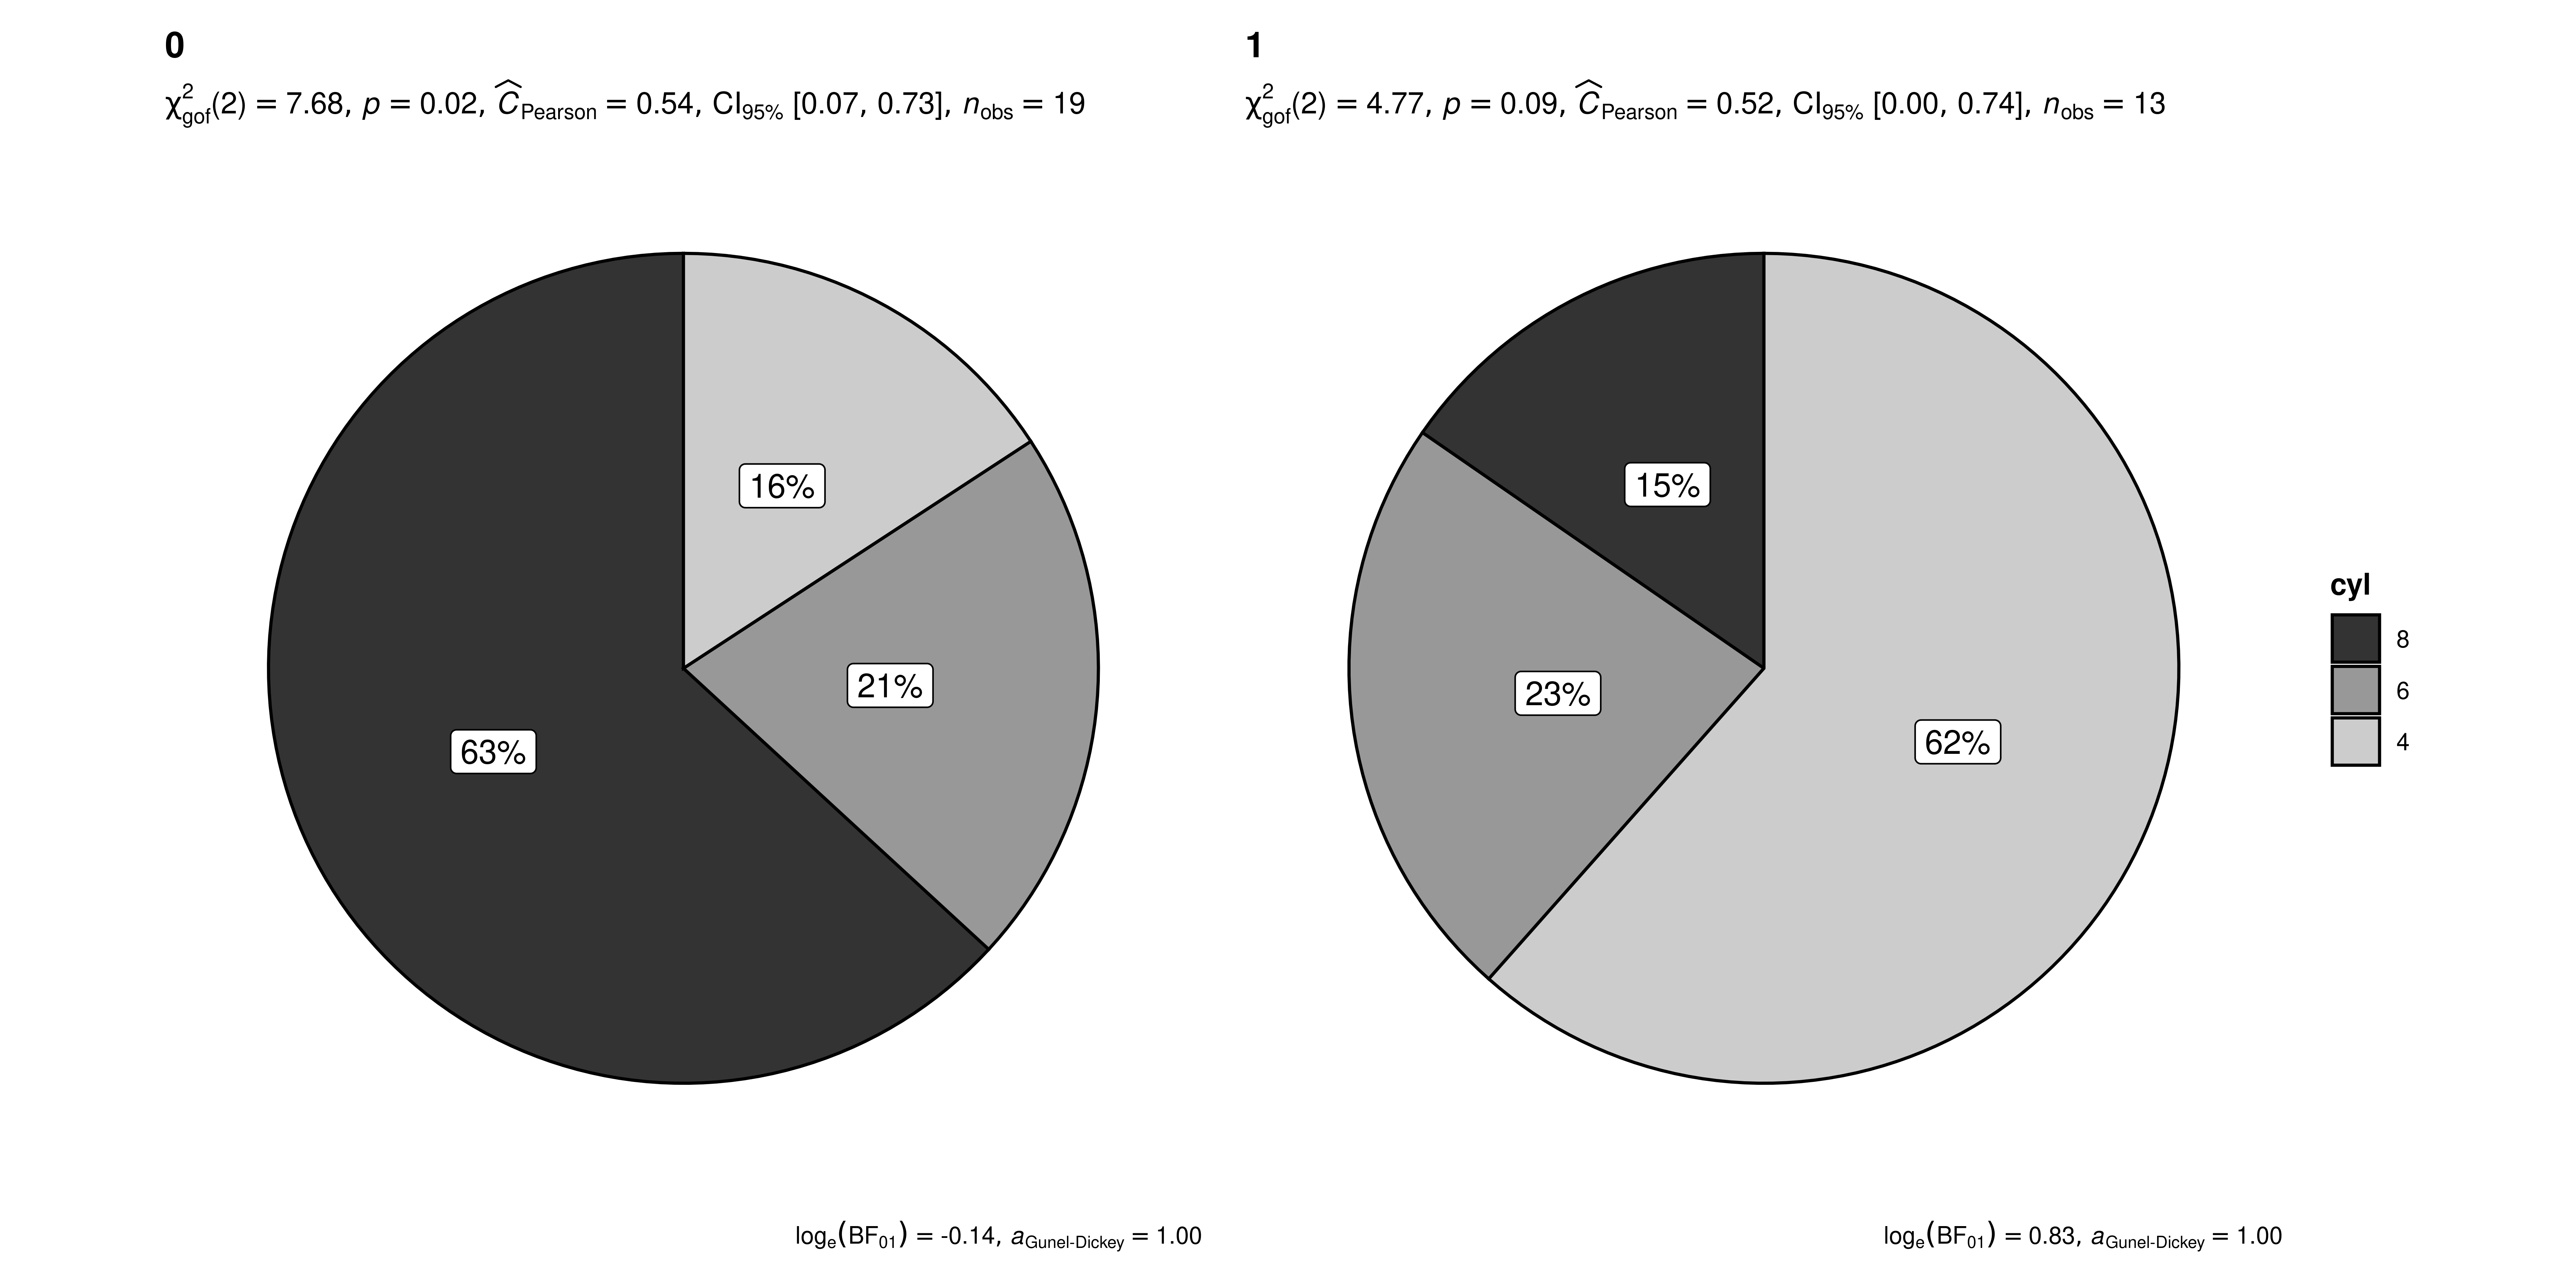 0
χ²gof(2) = 7.68, p = 0.02, ĈPearson = 0.54, CI95% [0.07, 0.73], nobs = 19
16%
21%
63%
loge(BF01) = -0.14, aGunel-Dickey = 1.00
1
χ²gof(2) = 4.77, p = 0.09, ĈPearson = 0.52, CI95% [0.00, 0.74], nobs = 13
15%
23%
62%
loge(BF01) = 0.83, aGunel-Dickey = 1.00
cyl
8
6
4